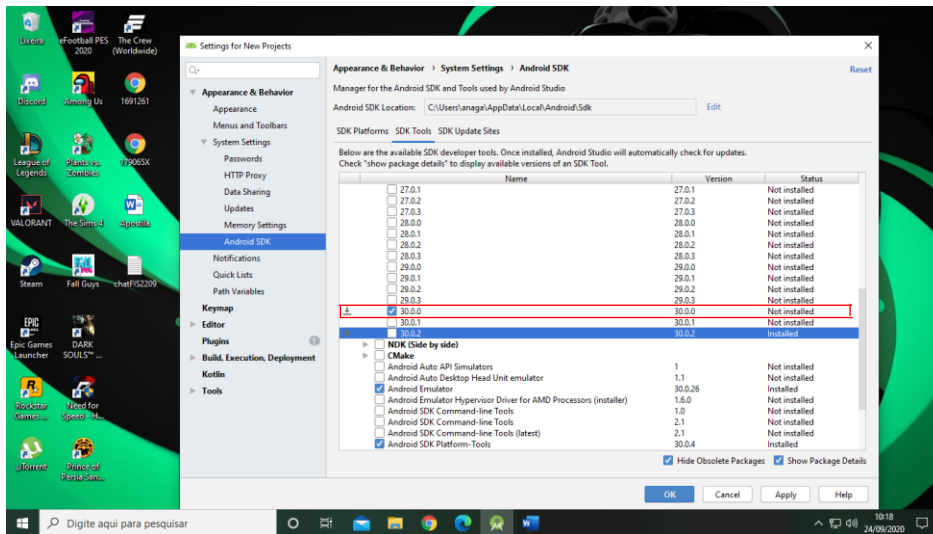 Lixeira
eFootball PES
2020
The Crew
(Worldwide)
Discord
Among Us
1691261
League of
Legends
Plants vs.
Zombies
179065X
VALORANT
The Sims 4
Apostila
Steam
Fall Guys
chatFIS2209
Epic Games
Launcher
DARK
SOULS™ ...
Rockstar
Games ...
Need for
Speed - H...
µTorrent
Prince of
Persia San...
Settings for New Projects
Appearance & Behavior
Appearance
Menus and Toolbars
System Settings
Passwords
HTTP Proxy
Data Sharing
Updates
Memory Settings
Android SDK
Notifications
Quick Lists
Path Variables
Keymap
Editor
Plugins
Build, Execution, Deployment
Kotlin
Tools
Appearance & Behavior › System Settings › Android SDK Reset
Manager for the Android SDK and Tools used by Android Studio
Android SDK Location: C:\Users\anaga\AppData\Local\Android\Sdk Edit
SDK Platforms SDK Tools SDK Update Sites
Below are the available SDK developer tools. Once installed, Android Studio will automatically check for updates.
Check "show package details" to display available versions of an SDK Tool.
Name Version Status
27.0.1 27.0.1 Not installed
27.0.2 27.0.2 Not installed
27.0.3 27.0.3 Not installed
28.0.0 28.0.0 Not installed
28.0.1 28.0.1 Not installed
28.0.2 28.0.2 Not installed
28.0.3 28.0.3 Not installed
29.0.0 29.0.0 Not installed
29.0.1 29.0.1 Not installed
29.0.2 29.0.2 Not installed
29.0.3 29.0.3 Not installed
30.0.0 30.0.0 Not installed
30.0.1 30.0.1 Not installed
30.0.2 30.0.2 Installed
NDK (Side by side)
CMake
Android Auto API Simulators 1 Not installed
Android Auto Desktop Head Unit emulator 1.1 Not installed
Android Emulator 30.0.26 Installed
Android Emulator Hypervisor Driver for AMD Processors (installer) 1.6.0 Not installed
Android SDK Command-line Tools 1.0 Not installed
Android SDK Command-line Tools 2.1 Not installed
Android SDK Command-line Tools (latest) 2.1 Not installed
Android SDK Platform-Tools 30.0.4 Installed
Hide Obsolete Packages Show Package Details
OK Cancel Apply Help
Digite aqui para pesquisar
10:18
24/09/2020